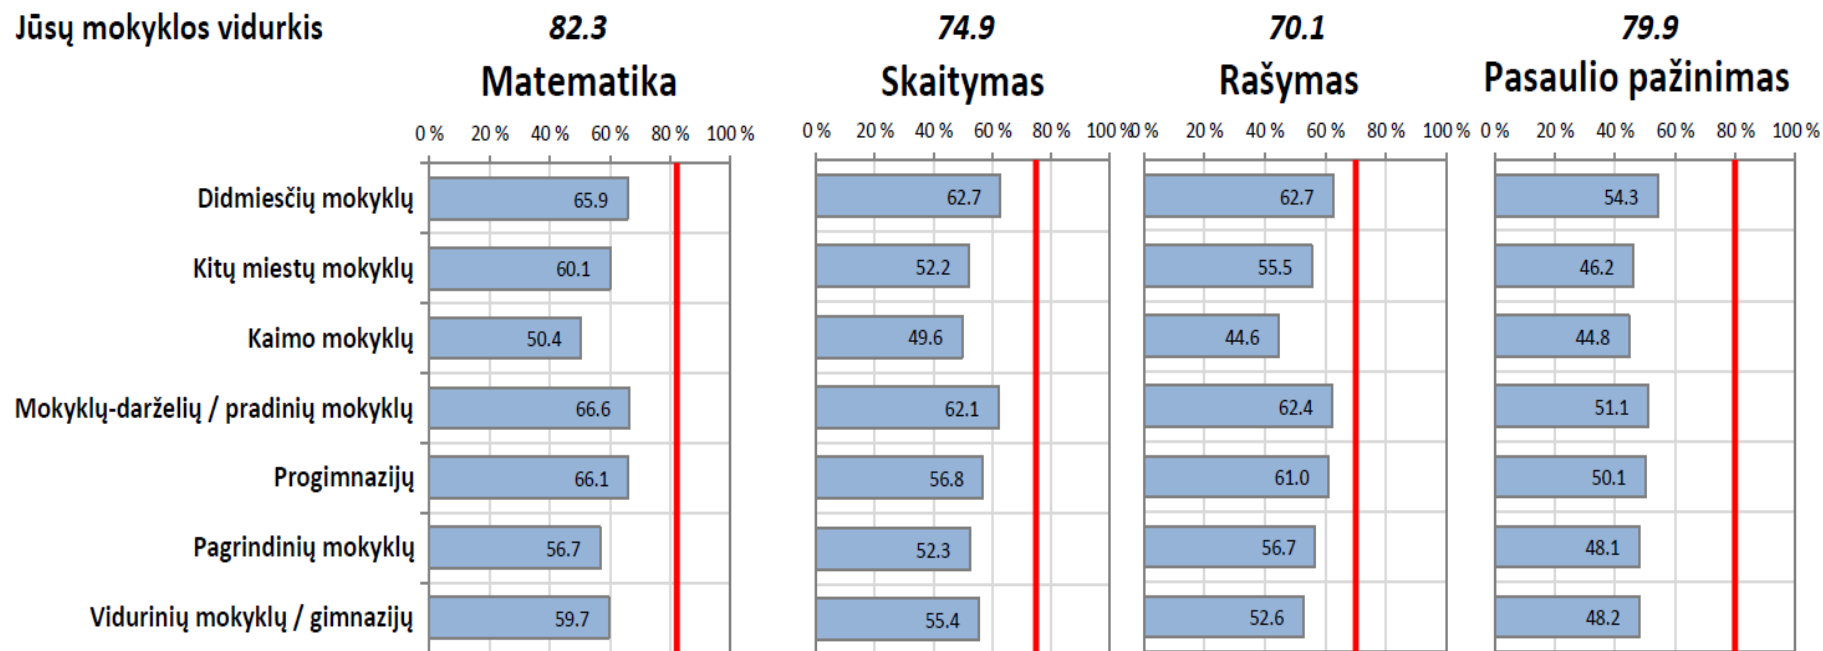 Jūsų mokyklos vidurkis 82.3 74.9 70.1 79.9
Matematika Skaitymas Rašymas Pasaulio pažinimas
0 % 20 % 40 % 60 % 80 % 100 % 0 % 20 % 40 % 60 % 80 % 100 % 0 % 20 % 40 % 60 % 80 % 100 % 0 % 20 % 40 % 60 % 80 % 100 %
Didmiesčių mokyklų 65.9 62.7 62.7 54.3
Kitų miestų mokyklų 60.1 52.2 55.5 46.2
Kaimo mokyklų 50.4 49.6 44.6 44.8
Mokyklų-darželių / pradinių mokyklų 66.6 62.1 62.4 51.1
Progimnazijų 66.1 56.8 61.0 50.1
Pagrindinių mokyklų 56.7 52.3 56.7 48.1
Vidurinių mokyklų / gimnazijų 59.7 55.4 52.6 48.2